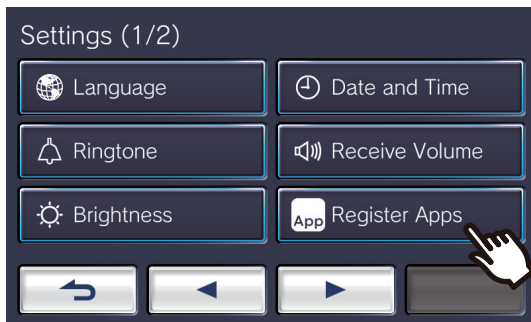 Settings (1/2)
Language
Date and Time
Ringtone
Receive Volume
Brightness
App Register Apps